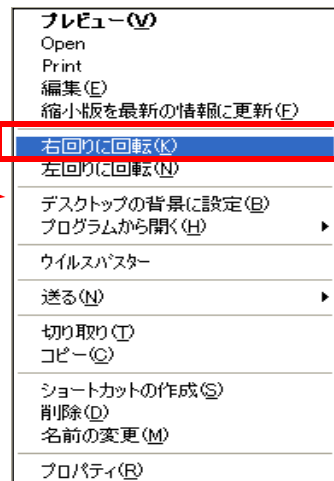 プレビュー(V)
Open
Print
編集(E)
縮小版を最新の情報に更新(F)
右回りに回転(K)
左回りに回転(N)
デスクトップの背景に設定(B)
プログラムから開く(H)
ウイルスバスター
送る(N)
切り取り(T)
コピー(C)
ショートカットの作成(S)
削除(D)
名前の変更(M)
プロパティ(R)